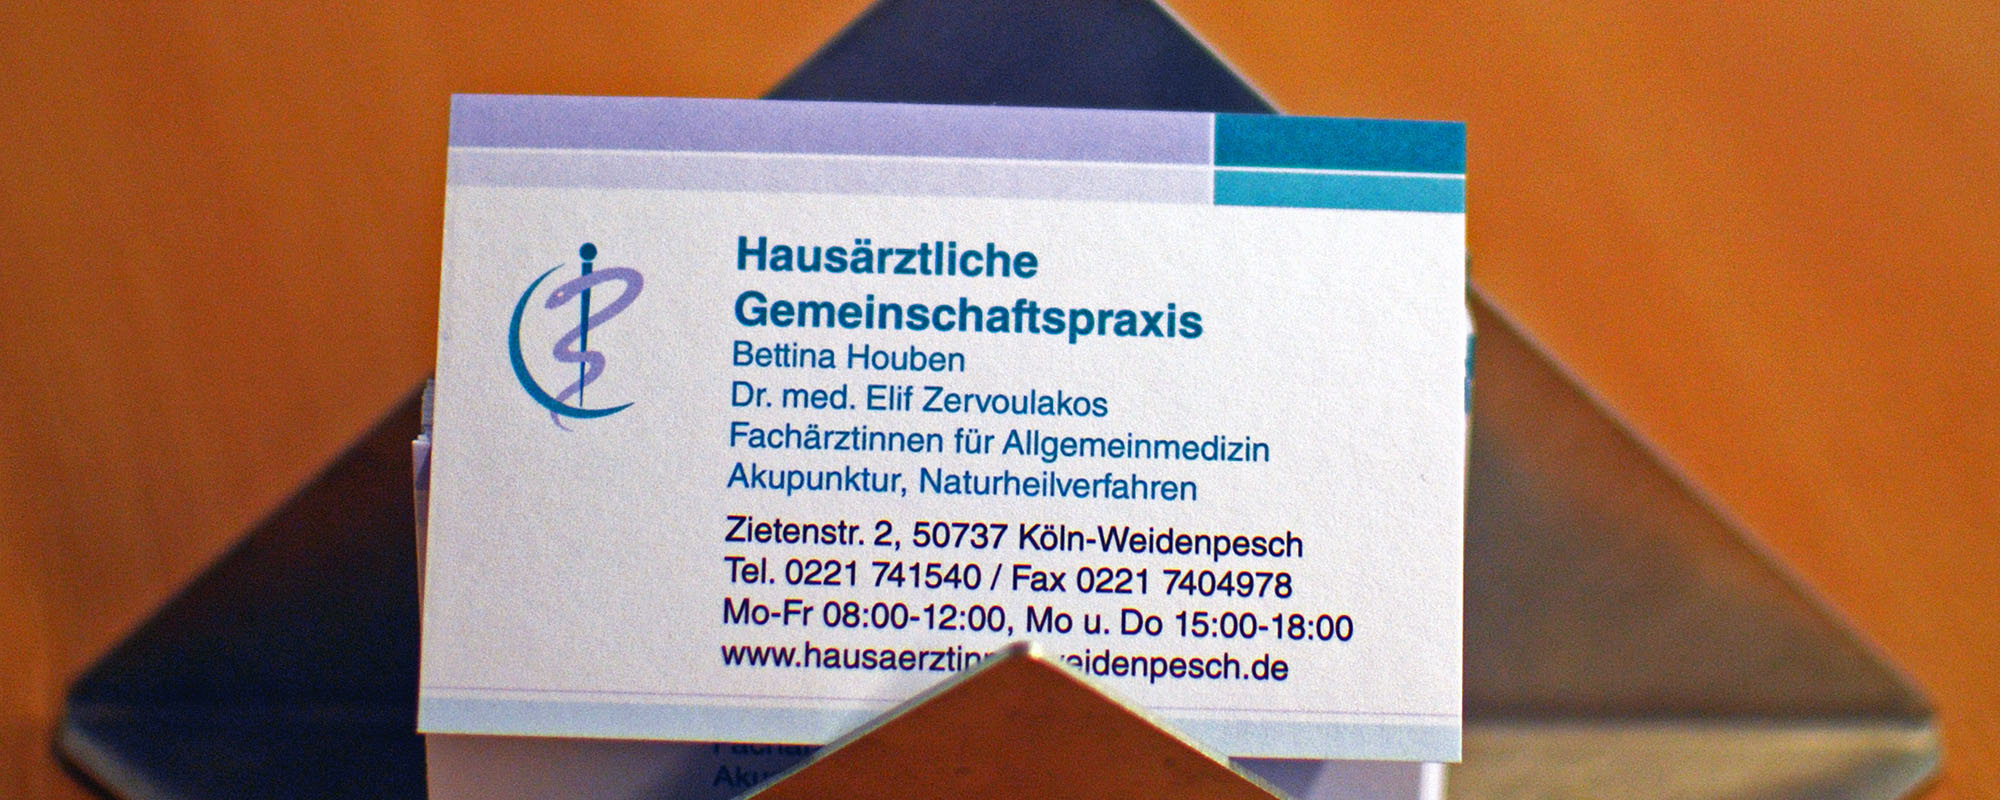 Hausärztliche
Gemeinschaftspraxis
Bettina Houben
Dr. med. Elif Zervoulakos
Fachärztinnen für Allgemeinmedizin
Akupunktur, Naturheilverfahren
Zietenstr. 2, 50737 Köln-Weidenpesch
Tel. 0221 741540 / Fax 0221 7404978
Mo-Fr 08:00-12:00, Mo u. Do 15:00-18:00